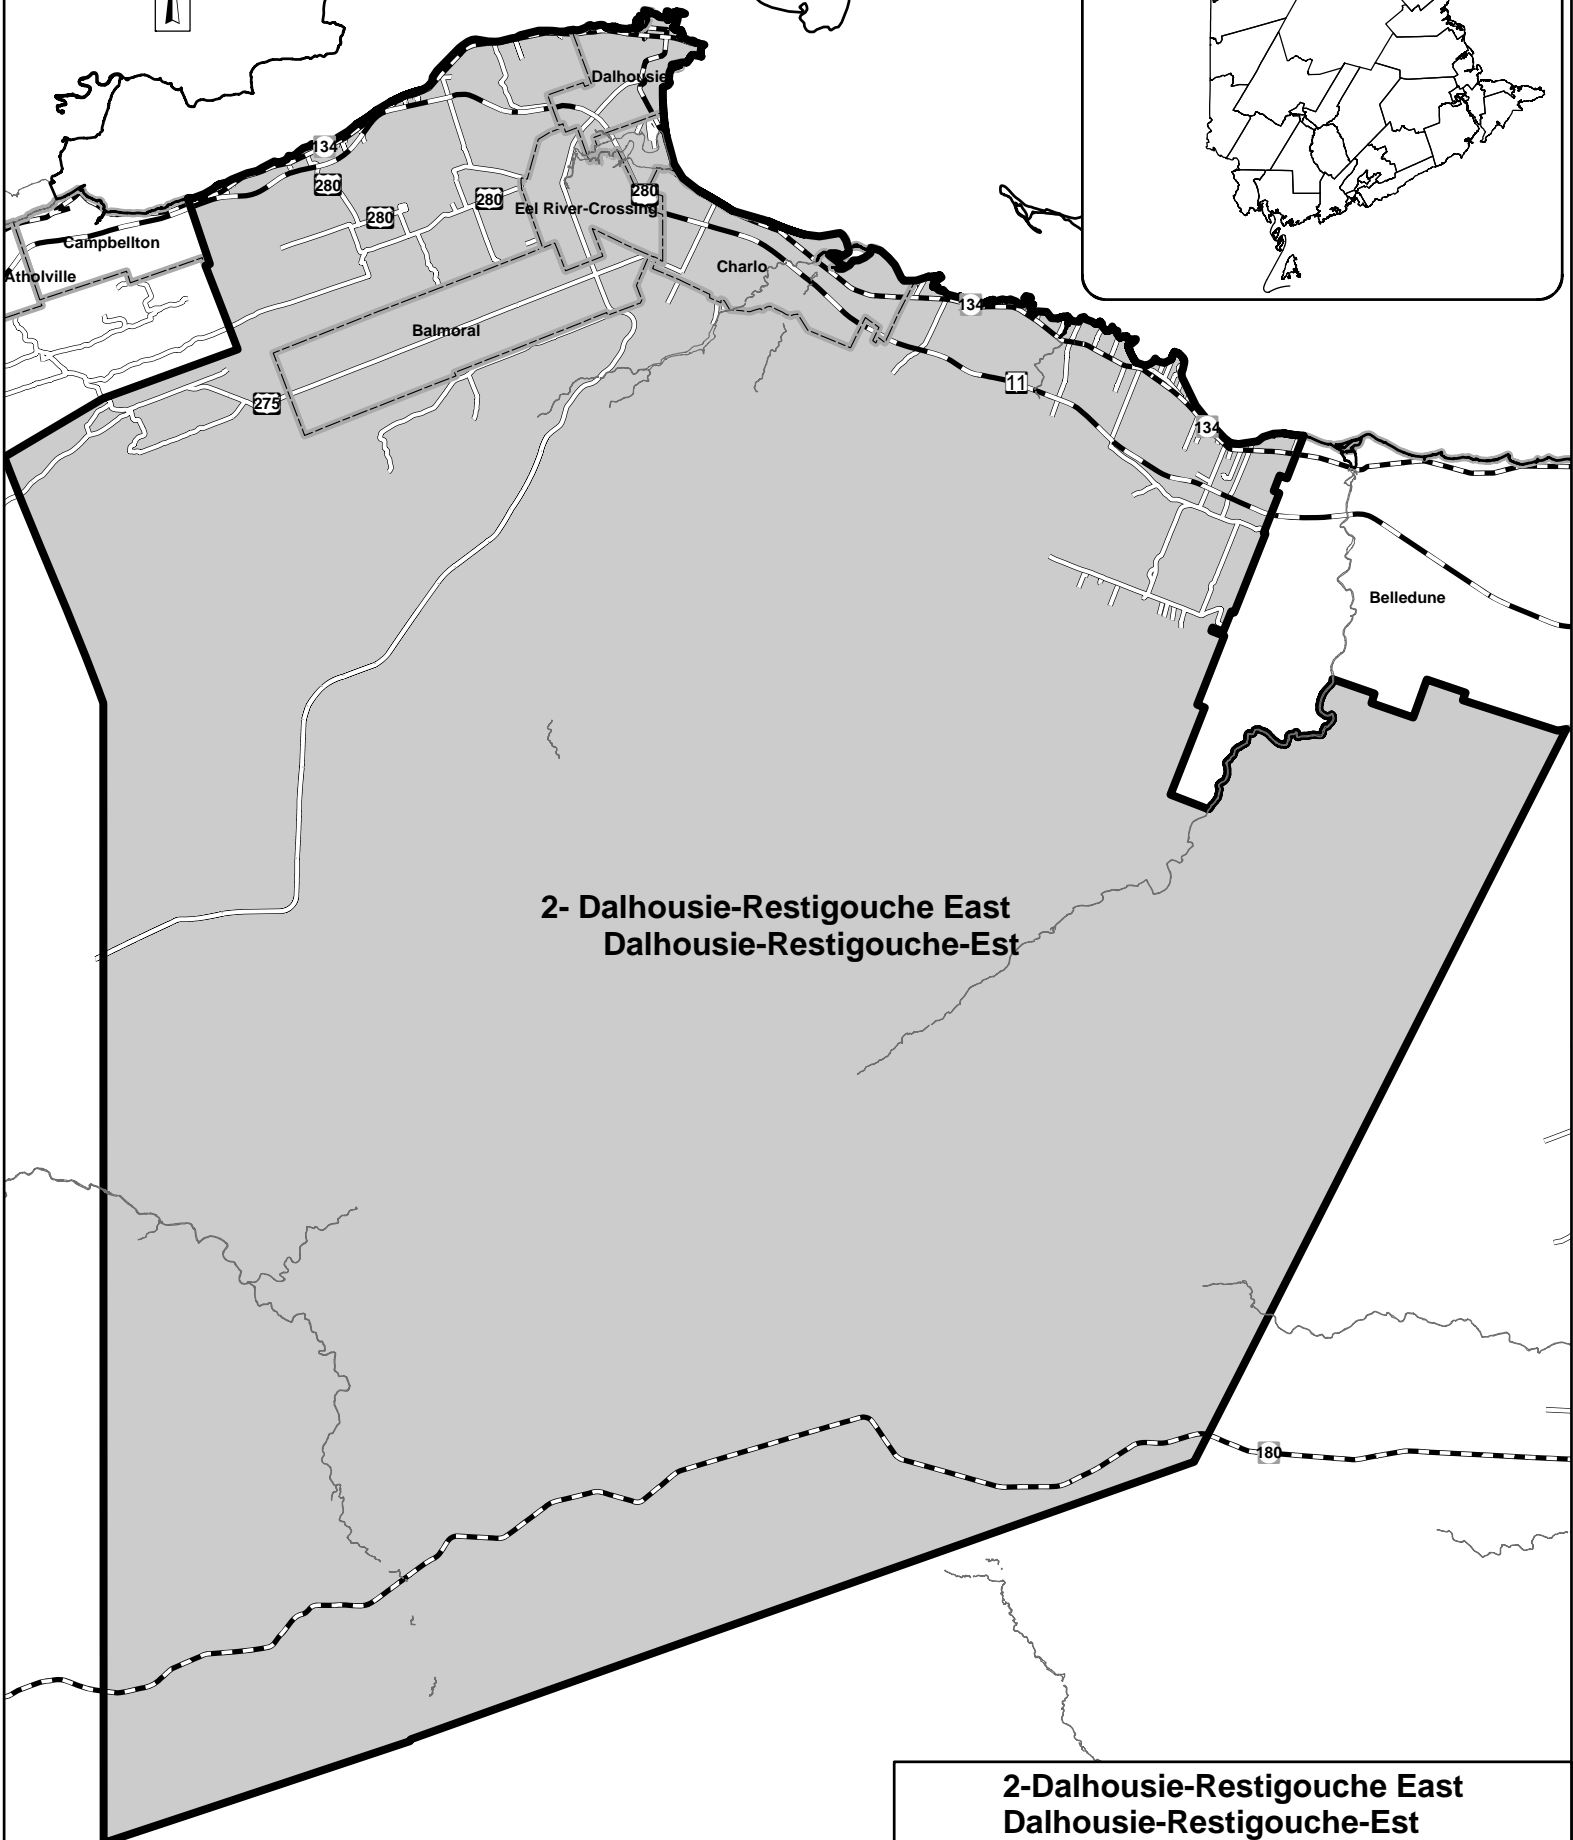 Dalhousie
134
280
280
280
280
Eel River-Crossing
Campbellton
Atholville
Charlo
134
Balmoral
11
275
134
Belledune
2- Dalhousie-Restigouche East
Dalhousie-Restigouche-Est
180
2-Dalhousie-Restigouche East
Dalhousie-Restigouche-Est